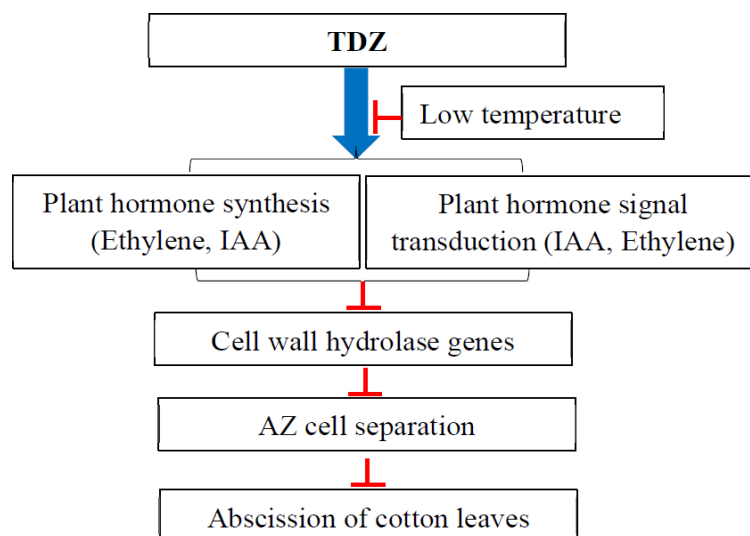 TDZ
Low temperature
Plant hormone synthesis
(Ethylene, IAA)
Plant hormone signal
transduction (IAA, Ethylene)
Cell wall hydrolase genes
AZ cell separation
Abscission of cotton leaves